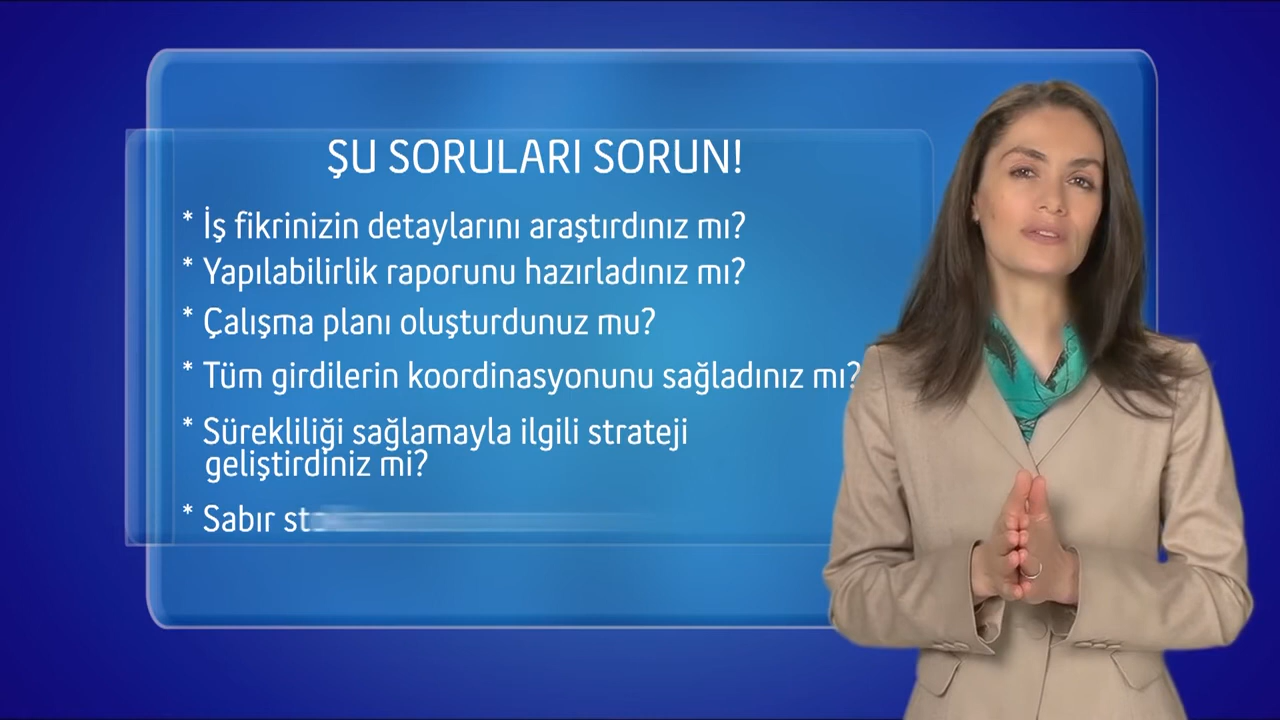 ŞU SORULARI SORUN!
* İş fikrinizin detaylarını araştırdınız mı?
* Yapılabilirlik raporunu hazırladınız mı?
* Çalışma planı oluşturdunuz mu?
* Tüm girdilerin koordinasyonunu sağladınız mı?
* Sürekliliği sağlamayla ilgili strateji
geliştirdiniz mi?
* Sabır